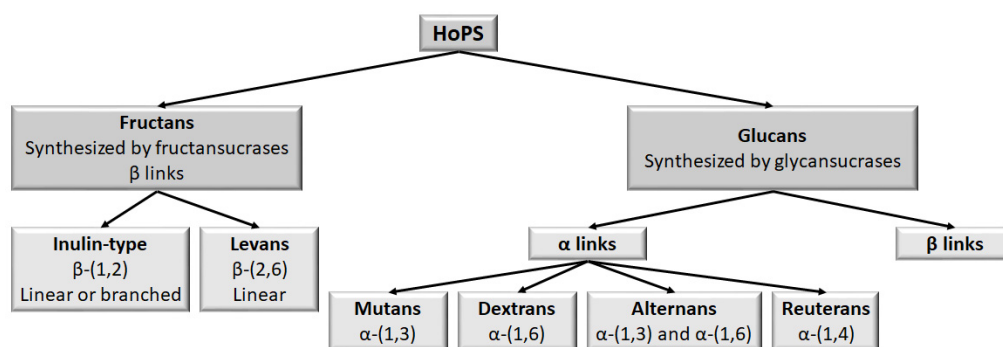 HoPS
Fructans
Synthesized by fructansucrases
β links
Glucans
Synthesized by glycansucrases
Inulin-type
β-(1,2)
Linear or branched
Levans
β-(2,6)
Linear
α links
β links
Mutans
α-(1,3)
Dextrans
α-(1,6)
Alternans
α-(1,3) and α-(1,6)
Reuterans
α-(1,4)